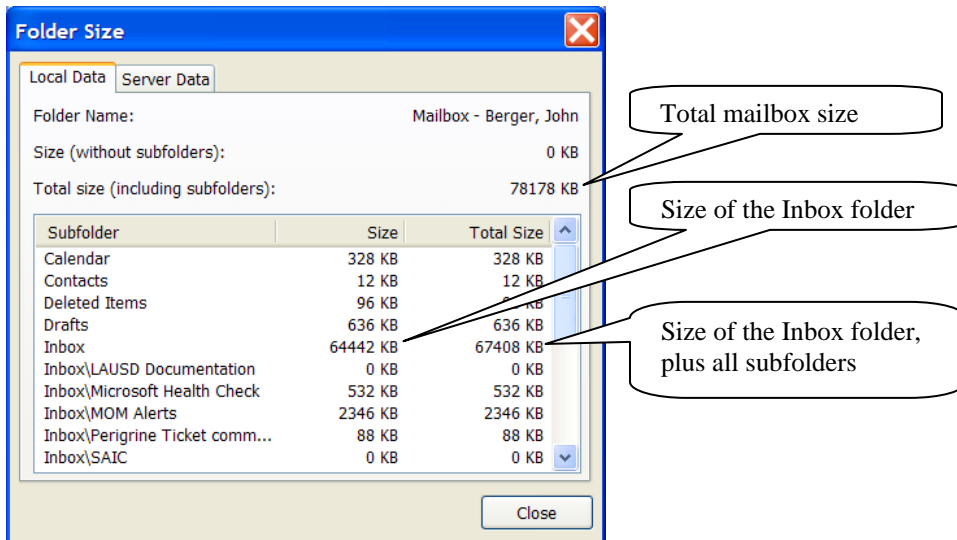 Folder Size
Local Data Server Data
Folder Name: Mailbox - Berger, John
Size (without subfolders): 0 KB
Total size (including subfolders): 78178 KB
Subfolder Size Total Size
Calendar 328 KB 328 KB
Contacts 12 KB 12 KB
Deleted Items 96 KB KB
Drafts 636 KB 636 KB
Inbox 64442 KB 67408 KB
Inbox\LAUSD Documentation 0 KB 0 KB
Inbox\Microsoft Health Check 532 KB 532 KB
Inbox\MOM Alerts 2346 KB 2346 KB
Inbox\Perigrine Ticket comm... 88 KB 88 KB
Inbox\SAIC 0 KB 0 KB
Close
Total mailbox size
Size of the Inbox folder
Size of the Inbox folder,
plus all subfolders